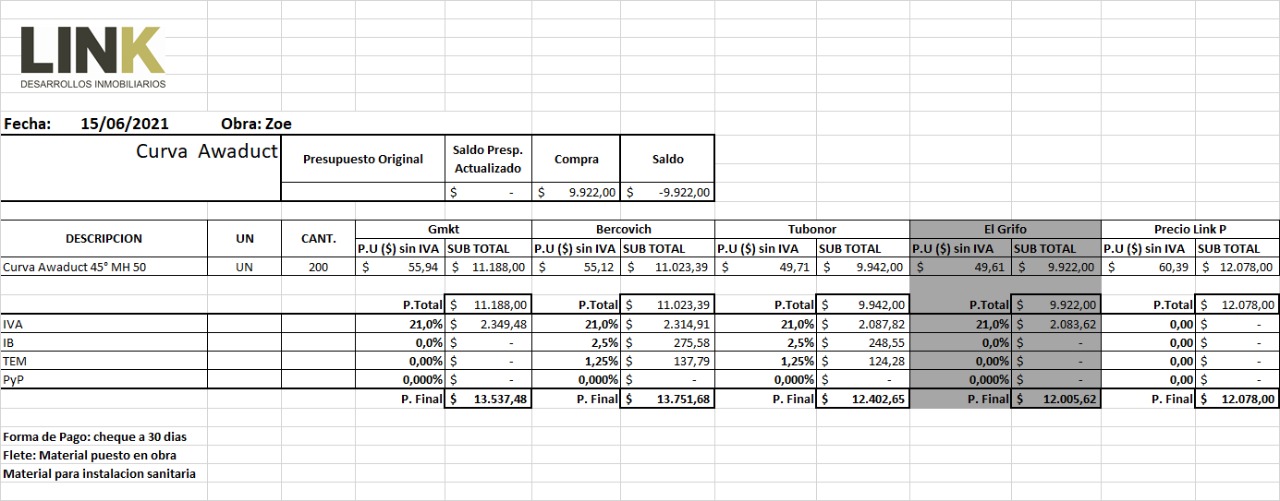 LINK
DESARROLLOS INMOBILIARIOS
Fecha: 15/06/2021 Obra: Zoe
Curva Awaduct
Presupuesto Original
Saldo Presp.
Actualizado
Compra
Saldo
$ - $ 9.922,00 $ -9.922,00
DESCRIPCION UN CANT. Gmkt Bercovich Tubonor El Grifo Precio Link P
P.U ($) sin IVA SUB TOTAL P.U ($) sin IVA SUB TOTAL P.U ($) sin IVA SUB TOTAL P.U ($) sin IVA SUB TOTAL P.U ($) sin IVA SUB TOTAL
Curva Awaduct 45° MH 50 UN 200 $ 55,94 $ 11.188,00 $ 55,12 $ 11.023,39 $ 49,71 $ 9.942,00 $ 49,61 $ 9.922,00 $ 60,39 $ 12.078,00
P.Total $ 11.188,00 P.Total $ 11.023,39 P.Total $ 9.942,00 P.Total $ 9.922,00 P.Total $ 12.078,00
IVA 21,0% $ 2.349,48 21,0% $ 2.314,91 21,0% $ 2.087,82 21,0% $ 2.083,62 0,00 $ -
IB 0,0% $ - 2,5% $ 275,58 2,5% $ 248,55 0,0% $ - 0,00 $ -
TEM 0,00% $ - 1,25% $ 137,79 1,25% $ 124,28 0,00% $ - 0,00 $ -
PyP 0,000% $ - 0,000% $ - 0,000% $ - 0,000% $ - 0,00 $ -
P. Final $ 13.537,48 P. Final $ 13.751,68 P. Final $ 12.402,65 P. Final $ 12.005,62 P. Final $ 12.078,00
Forma de Pago: cheque a 30 dias
Flete: Material puesto en obra
Material para instalacion sanitaria